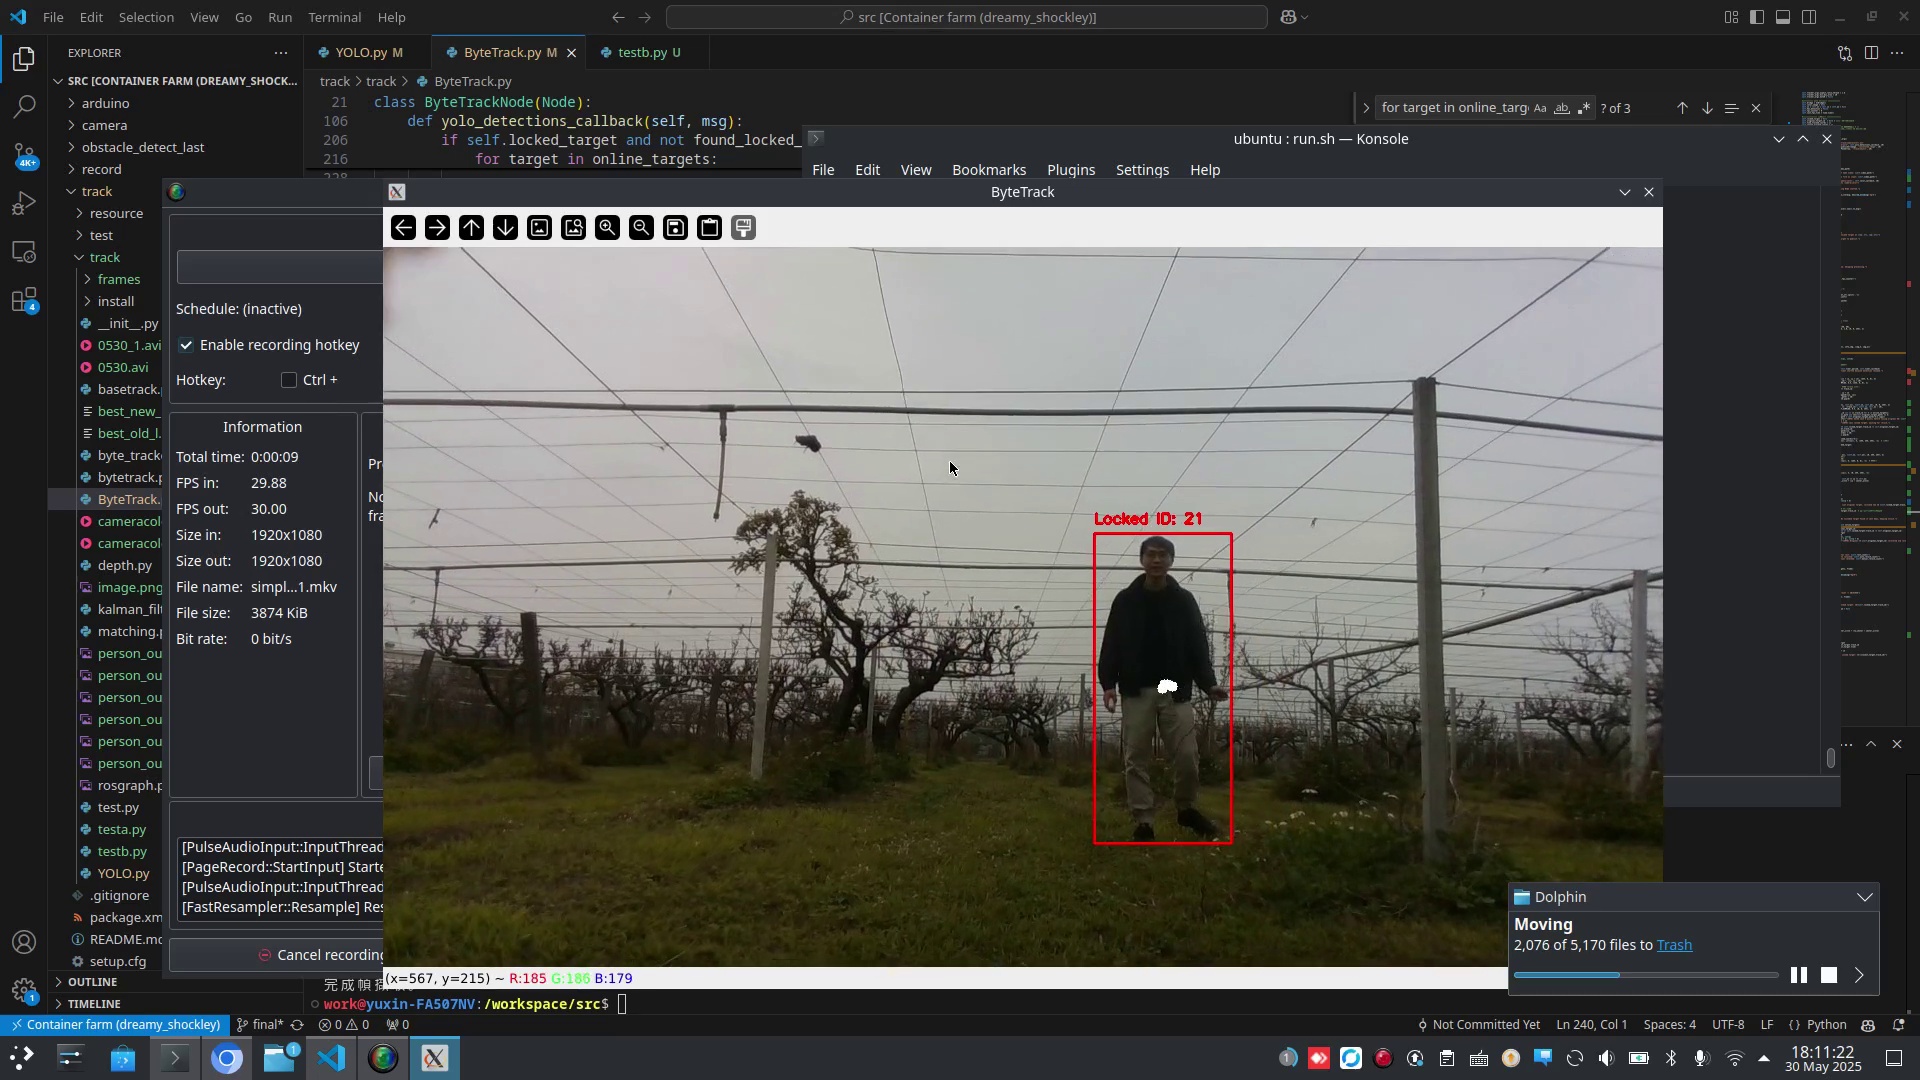 File Edit Selection View Go Run Terminal Help
src [Container farm (dreamy_shockley)]
EXPLORER
YOLO.py M
ByteTrack.py M
testb.py U
SRC [CONTAINER FARM (DREAMY_SHOCK...
track > track > ByteTrack.py
arduino
camera
obstacle_detect_last
record
track
resource
test
track
frames
install
__init__.py
0530_1.avi
0530.avi
basetrack.
best_new_
best_old_l.
byte_track
bytetrack.p
ByteTrack.
cameracol
cameracol
depth.py
image.png
kalman_fil
matching.p
person_ou
person_ou
person_ou
person_ou
person_ou
person_ou
rosgraph.p
test.py
testa.py
testb.py
YOLO.py
.gitignore
package.xm
README.md
setup.cfg
OUTLINE
TIMELINE
4K+
4
1
21 class ByteTrackNode(Node):
106 def yolo_detections_callback(self, msg):
206 if self.locked_target and not found_locked_
216 for target in online_targets:
for target in online_targ
Aa ab
? of 3
ubuntu : run.sh — Konsole
File Edit View Bookmarks Plugins Settings Help
ByteTrack
Schedule: (inactive)
Enable recording hotkey
Hotkey: Ctrl +
Information
Total time: 0:00:09
FPS in: 29.88
FPS out: 30.00
Size in: 1920x1080
Size out: 1920x1080
File name: simpl...1.mkv
File size: 3874 KiB
Bit rate: 0 bit/s
Pr
No
fra
[PulseAudioInput::InputThread
[PageRecord::StartInput] Starte
[PulseAudioInput::InputThread
[FastResampler::Resample] Res
Cancel recording
Locked ID: 21
(x=567, y=215) ~ R:185 G:186 B:179
work@yuxin-FA507NV:/workspace/src$
Dolphin
Moving
2,076 of 5,170 files to Trash
Container farm (dreamy_shockley)
final*
0 0
0
Not Committed Yet
Ln 240, Col 1
Spaces: 4
UTF-8
LF
Python
1
1
18:11:22
30 May 2025